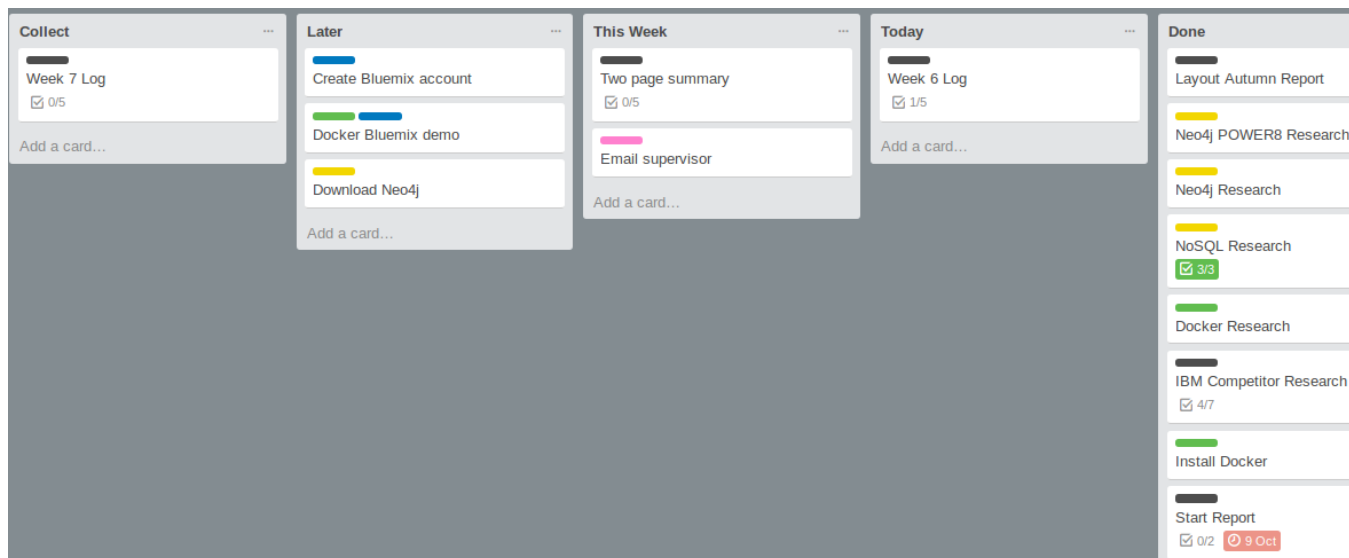 Collect
Week 7 Log
0/5
Add a card…
Later
Create Bluemix account
Docker Bluemix demo
Download Neo4j
Add a card…
This Week
Two page summary
0/5
Email supervisor
Add a card…
Today
Week 6 Log
1/5
Add a card…
Done
Layout Autumn Report
Neo4j POWER8 Research
Neo4j Research
NoSQL Research
3/3
Docker Research
IBM Competitor Research
4/7
Install Docker
Start Report
0/2 9 Oct